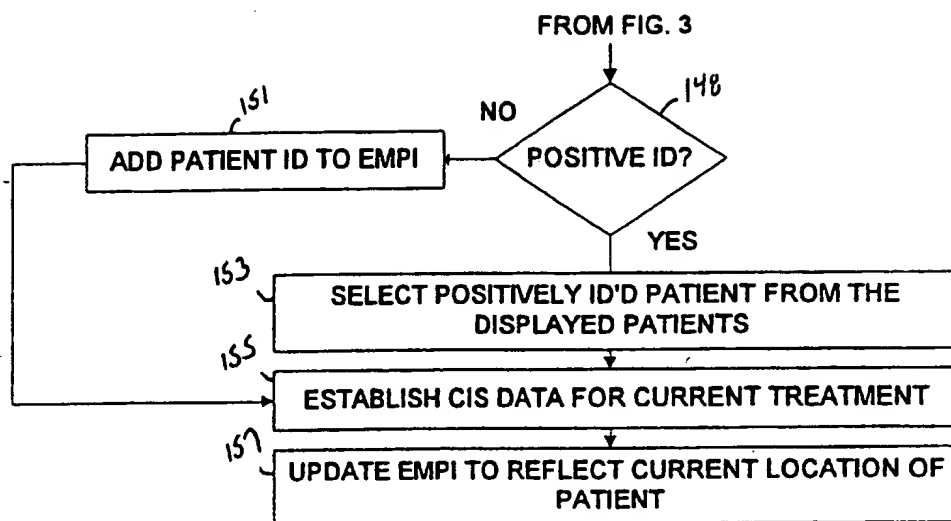 FROM FIG. 3
148
NO
POSITIVE ID?
151
ADD PATIENT ID TO EMPI
YES
153
SELECT POSITIVELY ID'D PATIENT FROM THE
DISPLAYED PATIENTS
155
ESTABLISH CIS DATA FOR CURRENT TREATMENT
157
UPDATE EMPI TO REFLECT CURRENT LOCATION OF
PATIENT